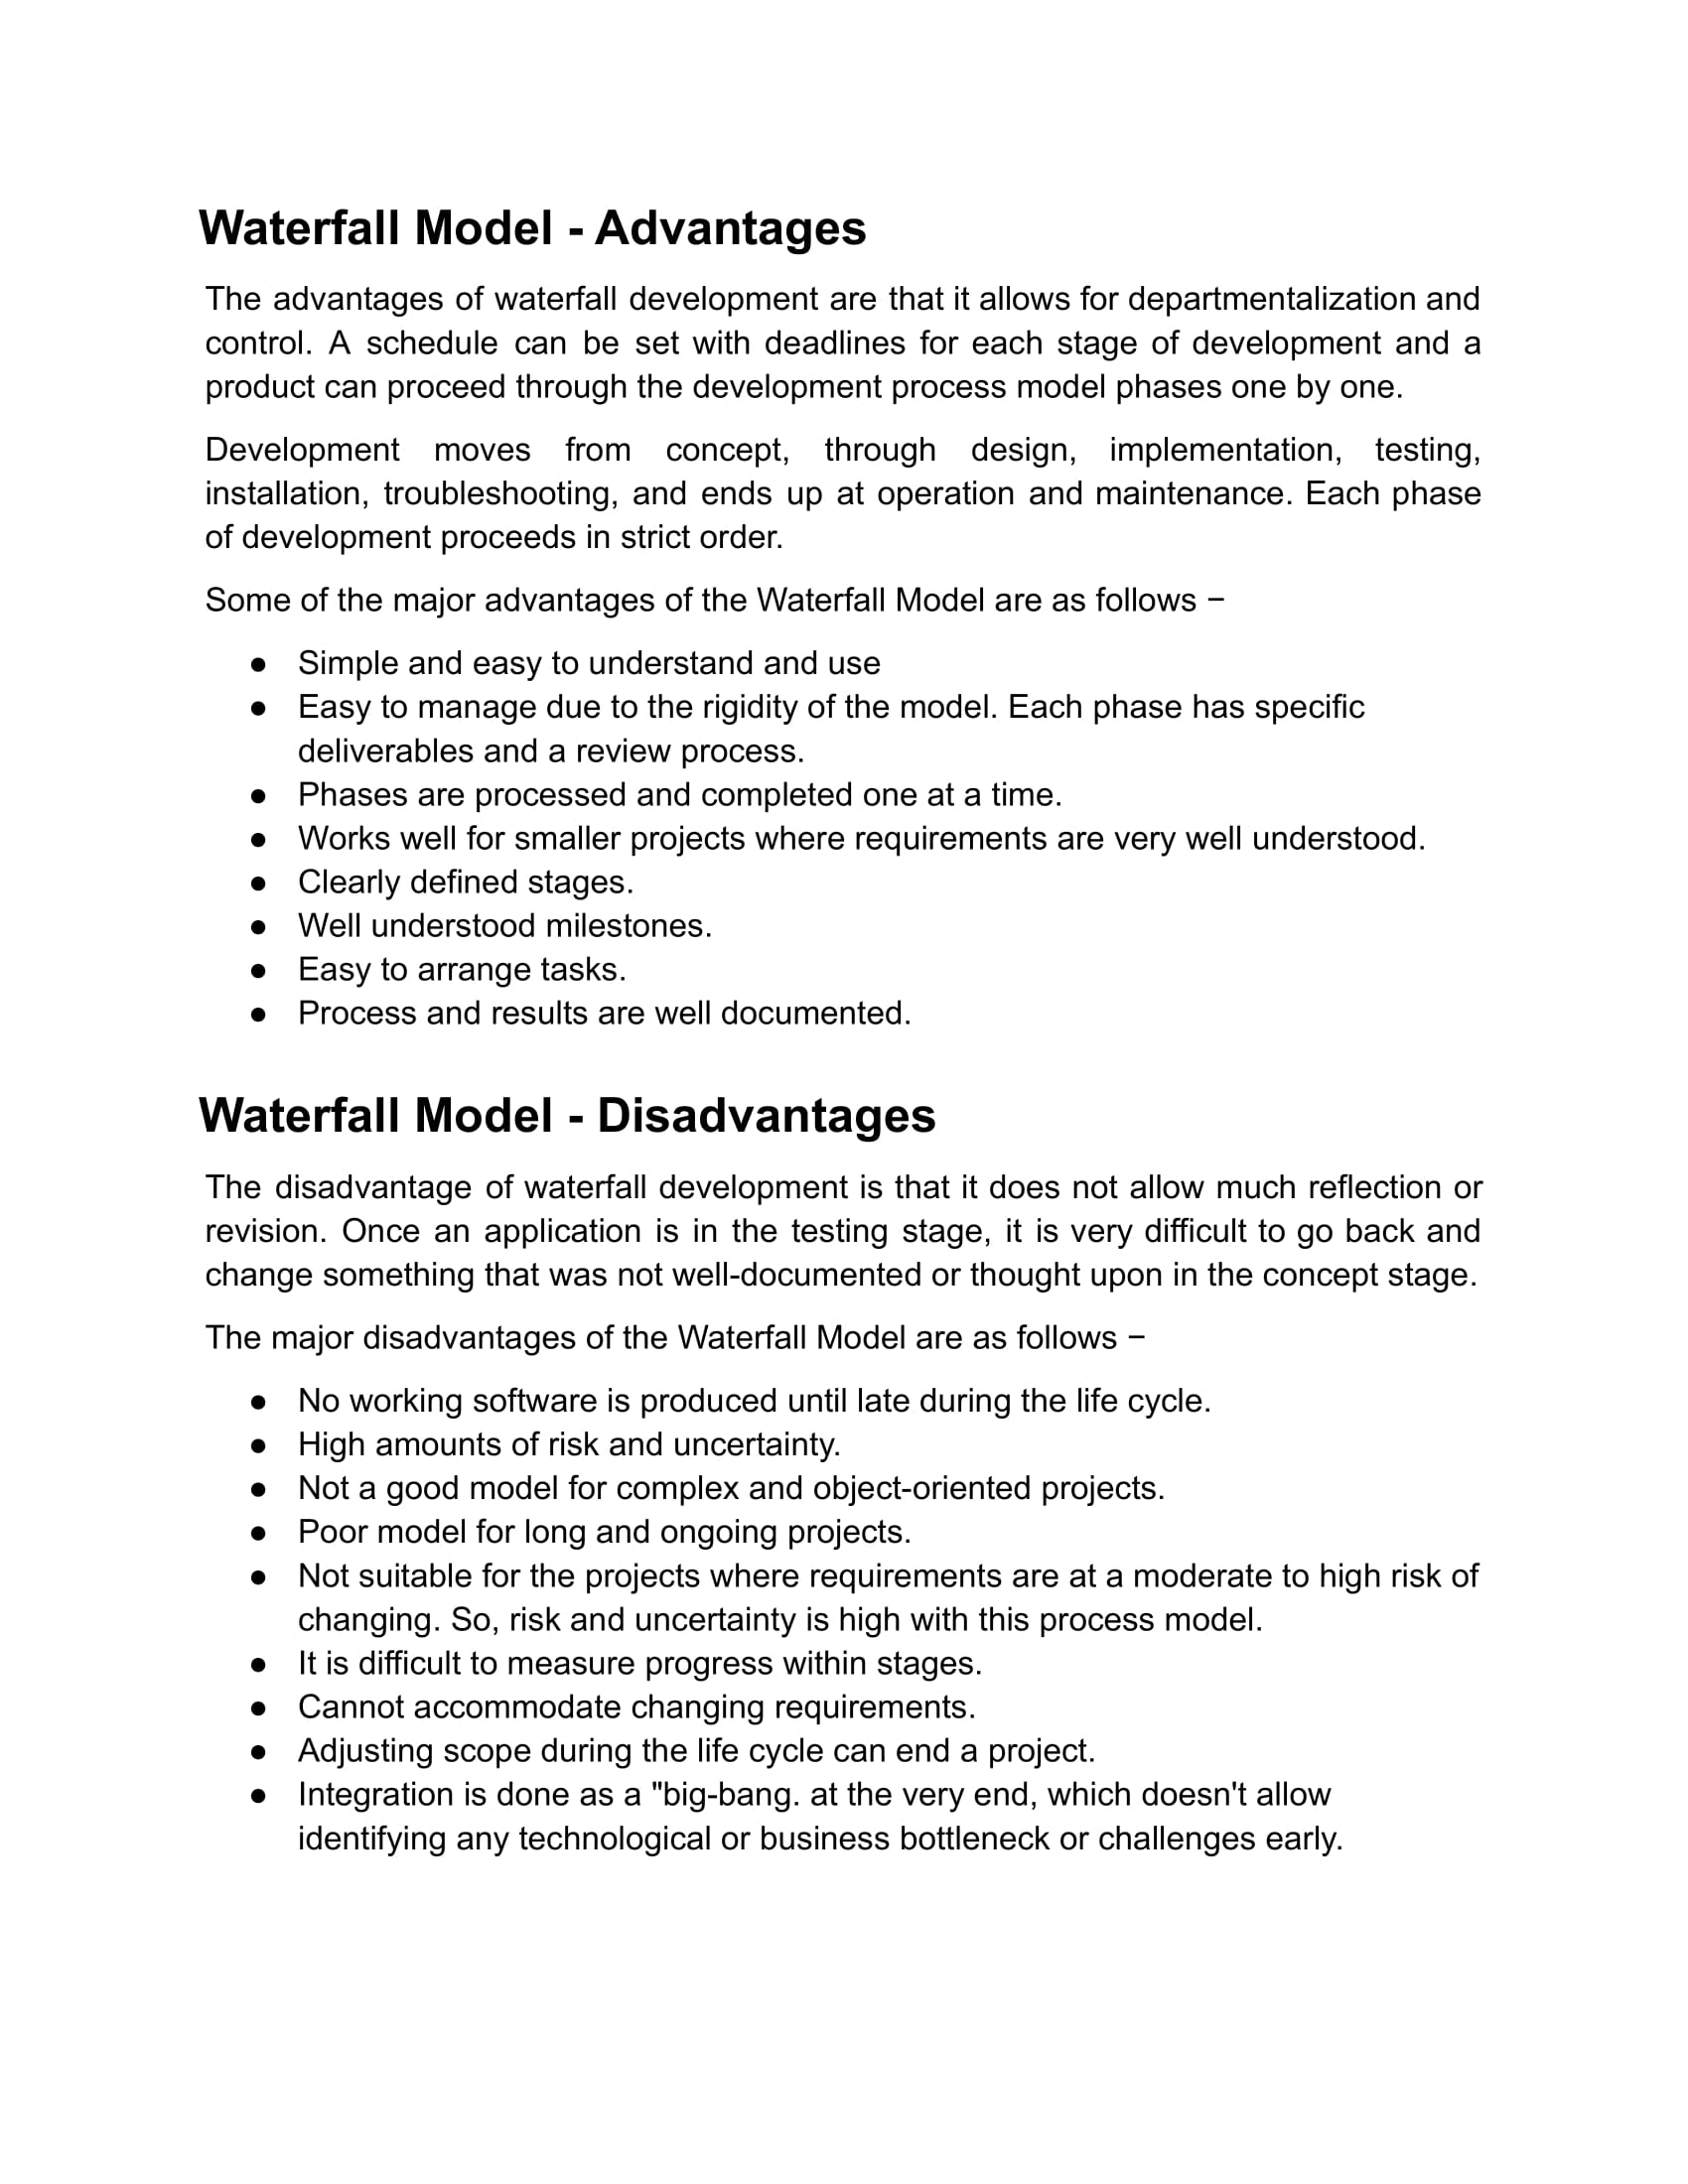 Waterfall Model - Advantages
The advantages of waterfall development are that it allows for departmentalization and
control. A schedule can be set with deadlines for each stage of development and a
product can proceed through the development process model phases one by one.
Development moves from concept, through design, implementation, testing,
installation, troubleshooting, and ends up at operation and maintenance. Each phase
of development proceeds in strict order.
Some of the major advantages of the Waterfall Model are as follows −
● Simple and easy to understand and use
● Easy to manage due to the rigidity of the model. Each phase has specific
deliverables and a review process.
● Phases are processed and completed one at a time.
● Works well for smaller projects where requirements are very well understood.
● Clearly defined stages.
● Well understood milestones.
● Easy to arrange tasks.
● Process and results are well documented.
Waterfall Model - Disadvantages
The disadvantage of waterfall development is that it does not allow much reflection or
revision. Once an application is in the testing stage, it is very difficult to go back and
change something that was not well-documented or thought upon in the concept stage.
The major disadvantages of the Waterfall Model are as follows −
● No working software is produced until late during the life cycle.
● High amounts of risk and uncertainty.
● Not a good model for complex and object-oriented projects.
● Poor model for long and ongoing projects.
● Not suitable for the projects where requirements are at a moderate to high risk of
changing. So, risk and uncertainty is high with this process model.
● It is difficult to measure progress within stages.
● Cannot accommodate changing requirements.
● Adjusting scope during the life cycle can end a project.
● Integration is done as a "big-bang. at the very end, which doesn't allow
identifying any technological or business bottleneck or challenges early.